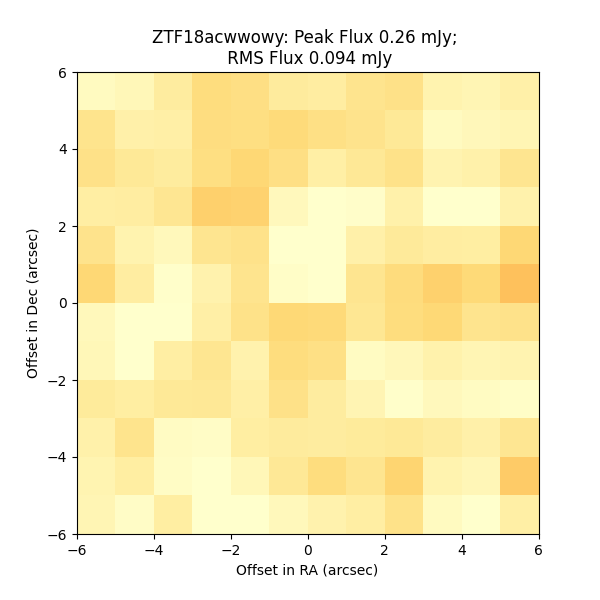 ZTF18acwwowy: Peak Flux 0.26 mJy;
RMS Flux 0.094 mJy
6
4
2
0
−2
−4
−6
Offset in Dec (arcsec)
−6 −4 −2 0 2 4 6
Offset in RA (arcsec)